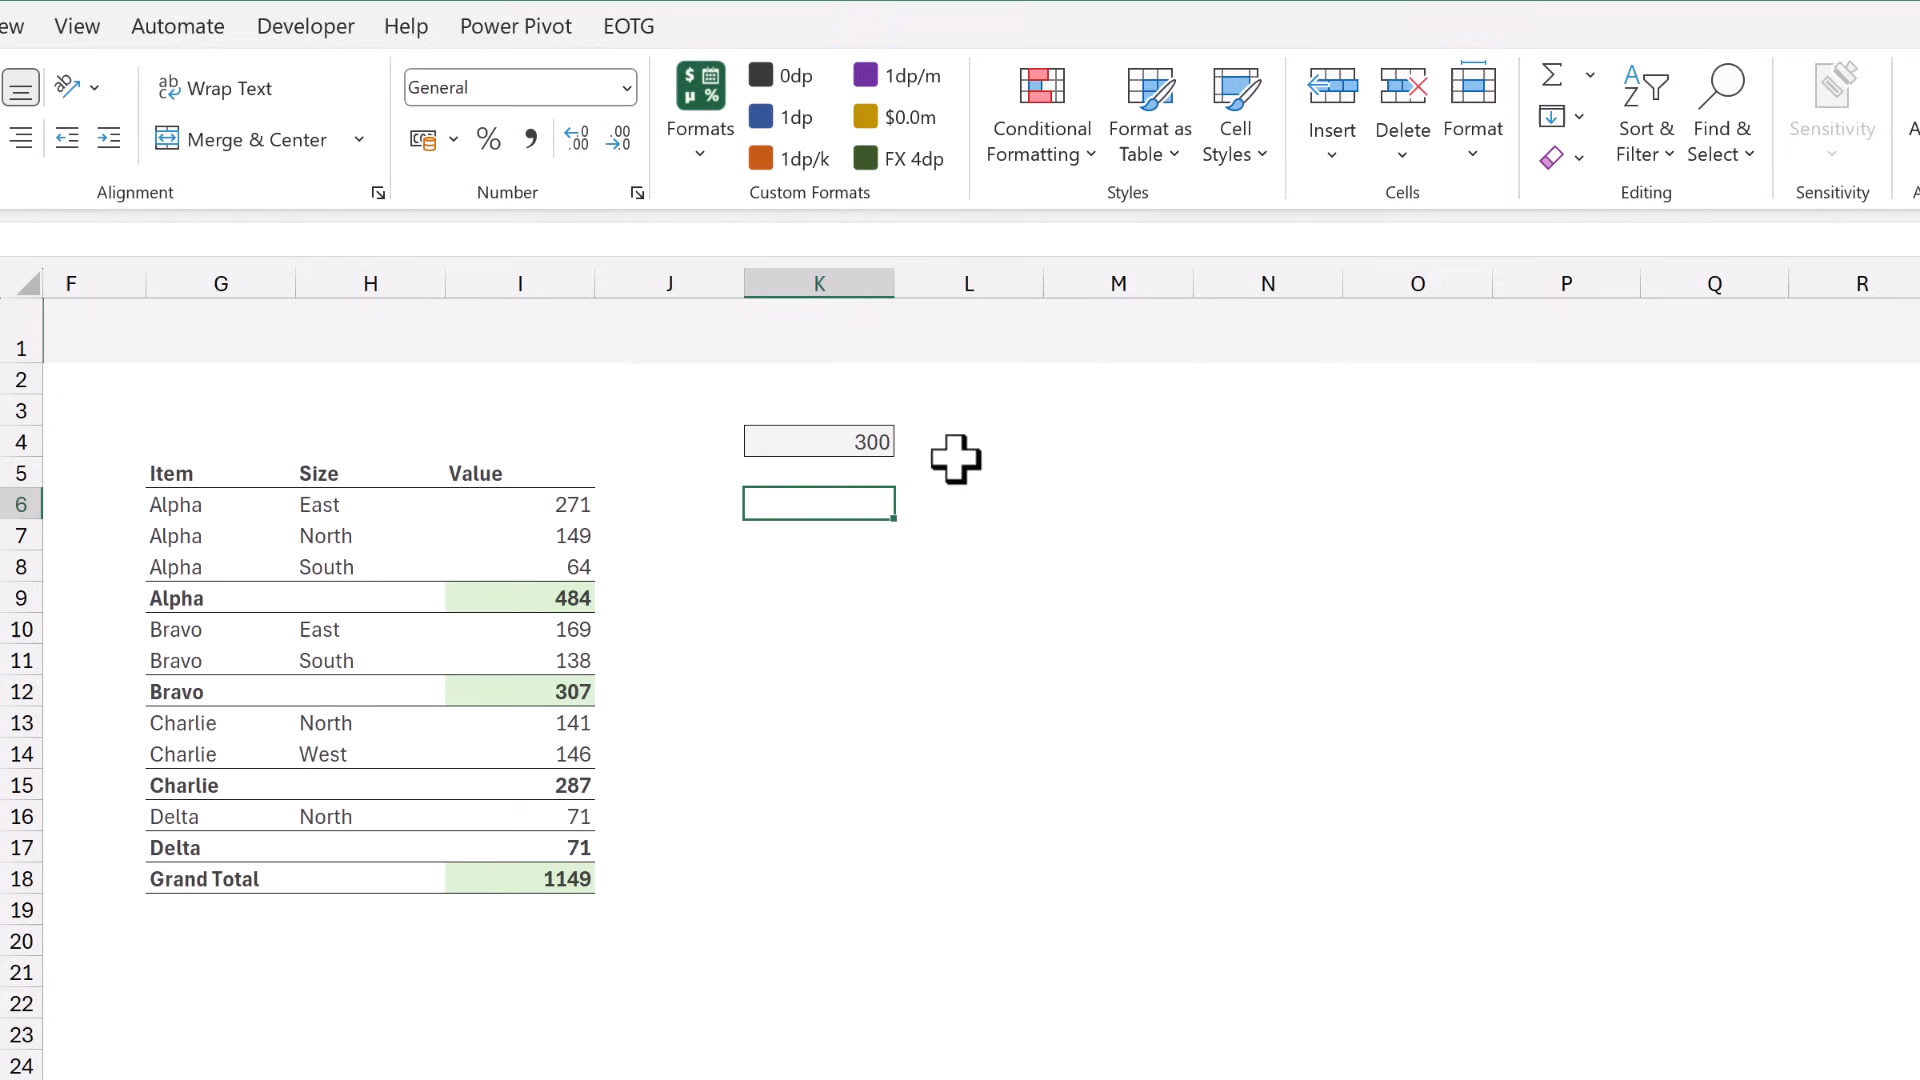 ew View Automate Developer Help Power Pivot EOTG
ab Wrap Text General $ µ % 0dp 1dp/m Σ A Z
Merge & Center % Formats 1dp $0.0m Conditional Formatting Format as Table Cell Styles Insert Delete Format Sort & Filter Find & Select Sensitivity
1dp/k FX 4dp
Alignment Number Custom Formats Styles Cells Editing Sensitivity
F G H I J K L M N O P Q R
1
2
3
4 300
5 Item Size Value
6 Alpha East 271
7 Alpha North 149
8 Alpha South 64
9 Alpha 484
10 Bravo East 169
11 Bravo South 138
12 Bravo 307
13 Charlie North 141
14 Charlie West 146
15 Charlie 287
16 Delta North 71
17 Delta 71
18 Grand Total 1149
19
20
21
22
23
24